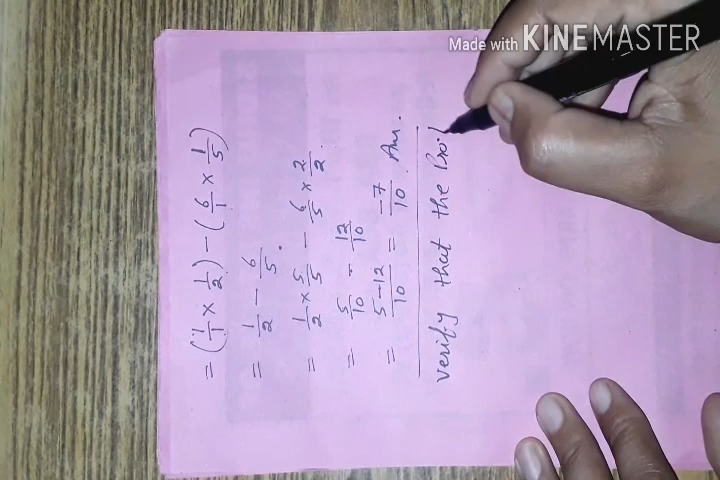 Made with KINEMASTER
= (1/1 × 1/2) - (6/1 × 1/5)
= 1/2 - 6/5.
= 1/2 × 5/5 - 6/5 × 2/2.
= 5/10 - 12/10
= 5-12/10 = -7/10. Ans.
verify that the